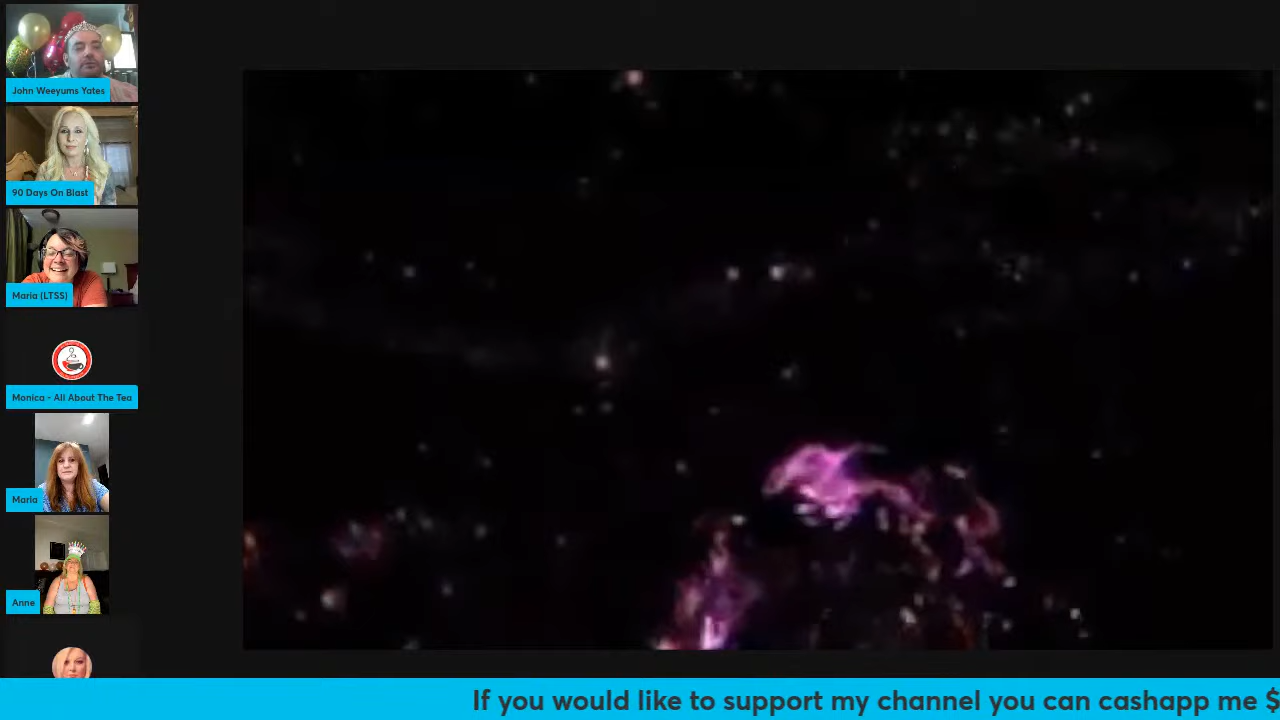 John Weeyums Yates
90 Days On Blast
Maria (LTSS)
Monica - All About The Tea
Maria
Anne
If you would like to support my channel you can cashapp me $